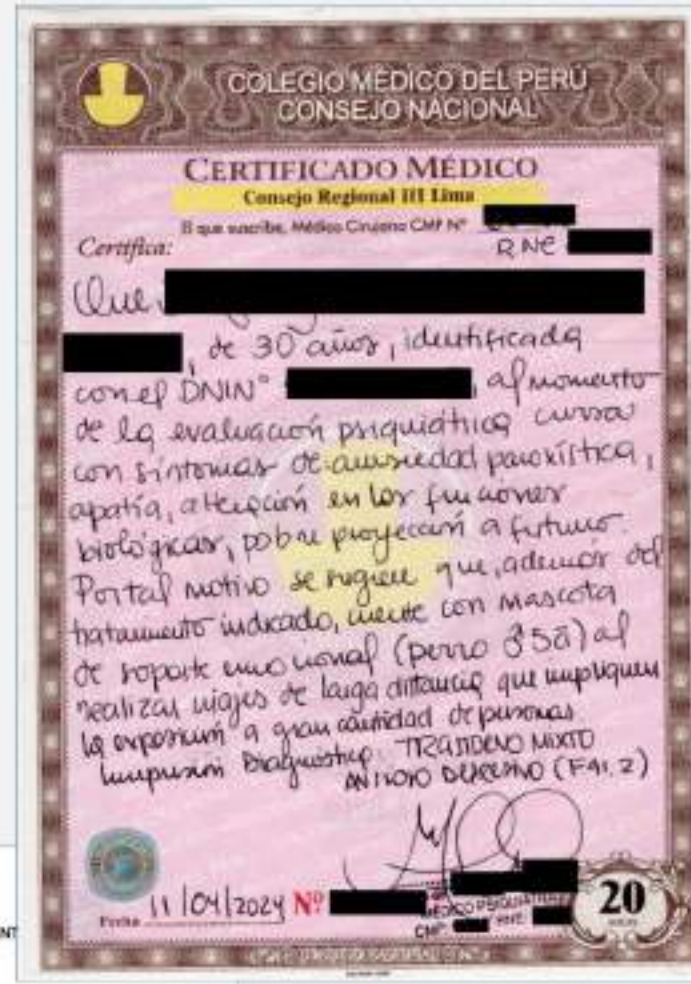 COLEGIO MÉDICO DEL PERÚ
CONSEJO NACIONAL
CERTIFICADO MÉDICO
Consejo Regional III Lima
El que suscribe, Médico Cirujano CMP Nº
RNE
Certifica:
Que
, de 30 años, identificada
con el DNI N° , al momento
de la evaluación psiquiátrica cursa
con síntomas de ansiedad paroxística,
apatía, alteración en las funciones
biológicas, pobre proyección a futuro.
Por tal motivo se sugiere que, además del
tratamiento indicado, cuente con mascota
de soporte emocional (perro ) al
realizar viajes de larga distancia que impliquen
la exposición a gran cantidad de personas.
Impresión Diagnóstica: TRASTORNO MIXTO
ANSIOSO DEPRESIVO (F41.2)
Fecha 11/04/2024 Nº
MÉDICO PSIQUIATRA
CMP: RNE:
20
NT